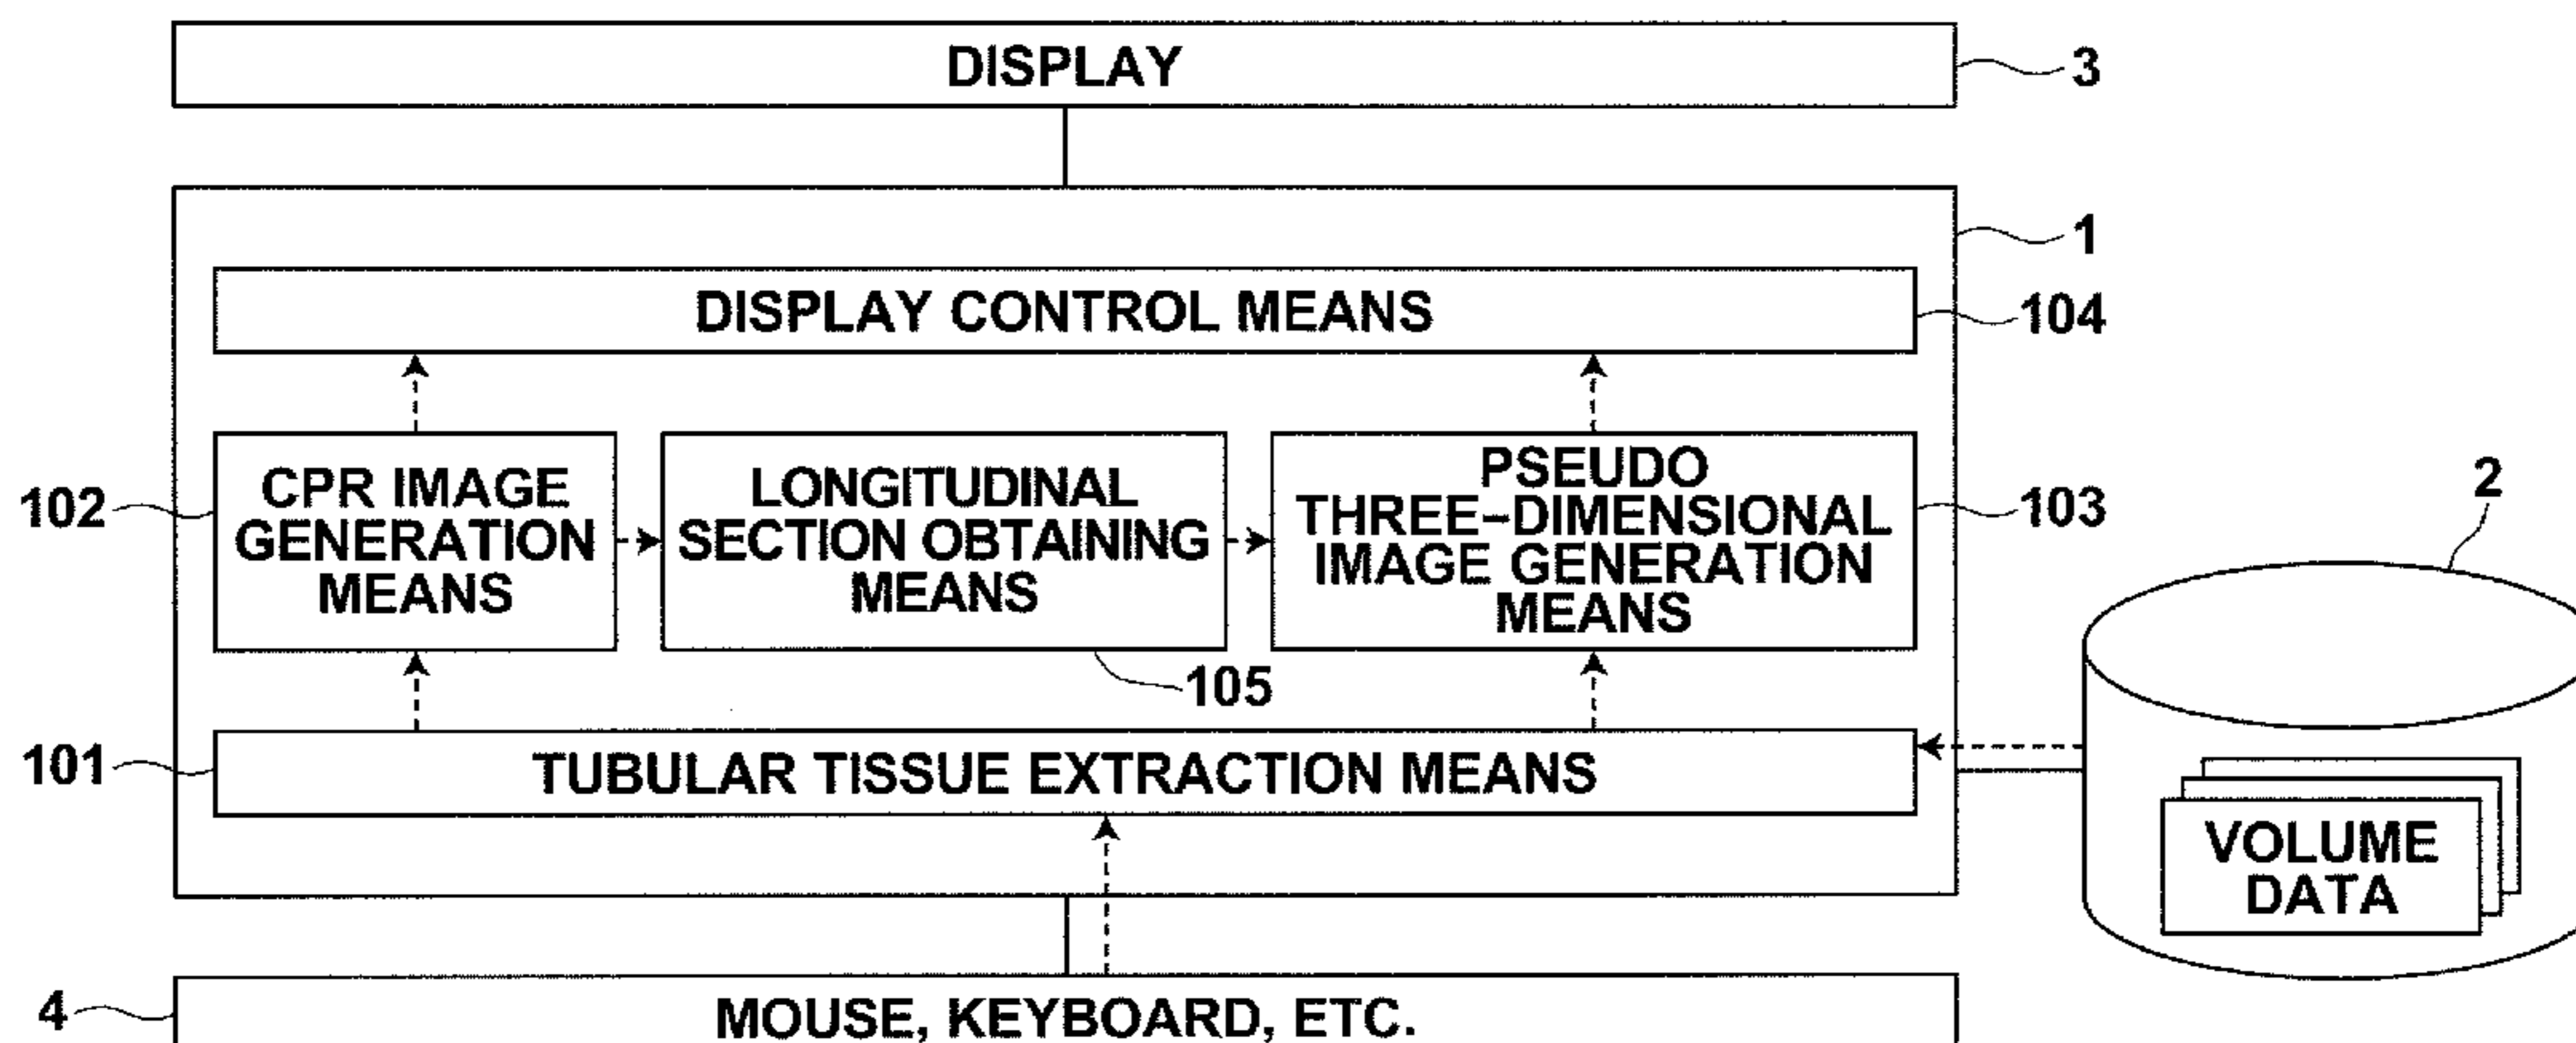 DISPLAY
3
1
DISPLAY CONTROL MEANS
104
102
CPR IMAGE
GENERATION
MEANS
LONGITUDINAL
SECTION OBTAINING
MEANS
105
PSEUDO
THREE-DIMENSIONAL
IMAGE GENERATION
MEANS
103
2
101
TUBULAR TISSUE EXTRACTION MEANS
VOLUME
DATA
4
MOUSE, KEYBOARD, ETC.